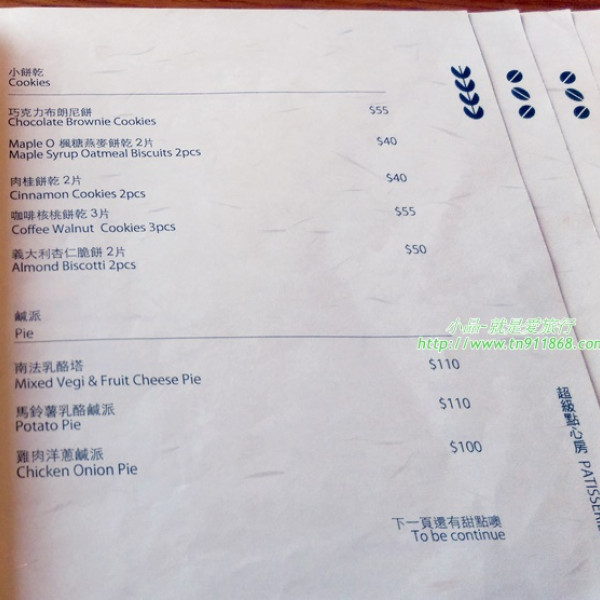 小餅乾
Cookies
巧克力布朗尼餅 $55
Chocolate Brownie Cookies
Maple O 楓糖燕麥餅乾 2片 $40
Maple Syrup Oatmeal Biscuits 2pcs
肉桂餅乾 2片 $40
Cinnamon Cookies 2pcs
咖啡核桃餅乾 3片 $55
Coffee Walnut Cookies 3pcs
義大利杏仁脆餅 2片 $50
Almond Biscotti 2pcs
鹹派
Pie
小品-就是愛旅行
http://www.tn911868.com
南法乳酪塔 $110
Mixed Vegi & Fruit Cheese Pie
馬鈴薯乳酪鹹派 $110
Potato Pie
雞肉洋蔥鹹派 $100
Chicken Onion Pie
超級點心房 PATISSERIE
下一頁還有甜點噢
To be continue